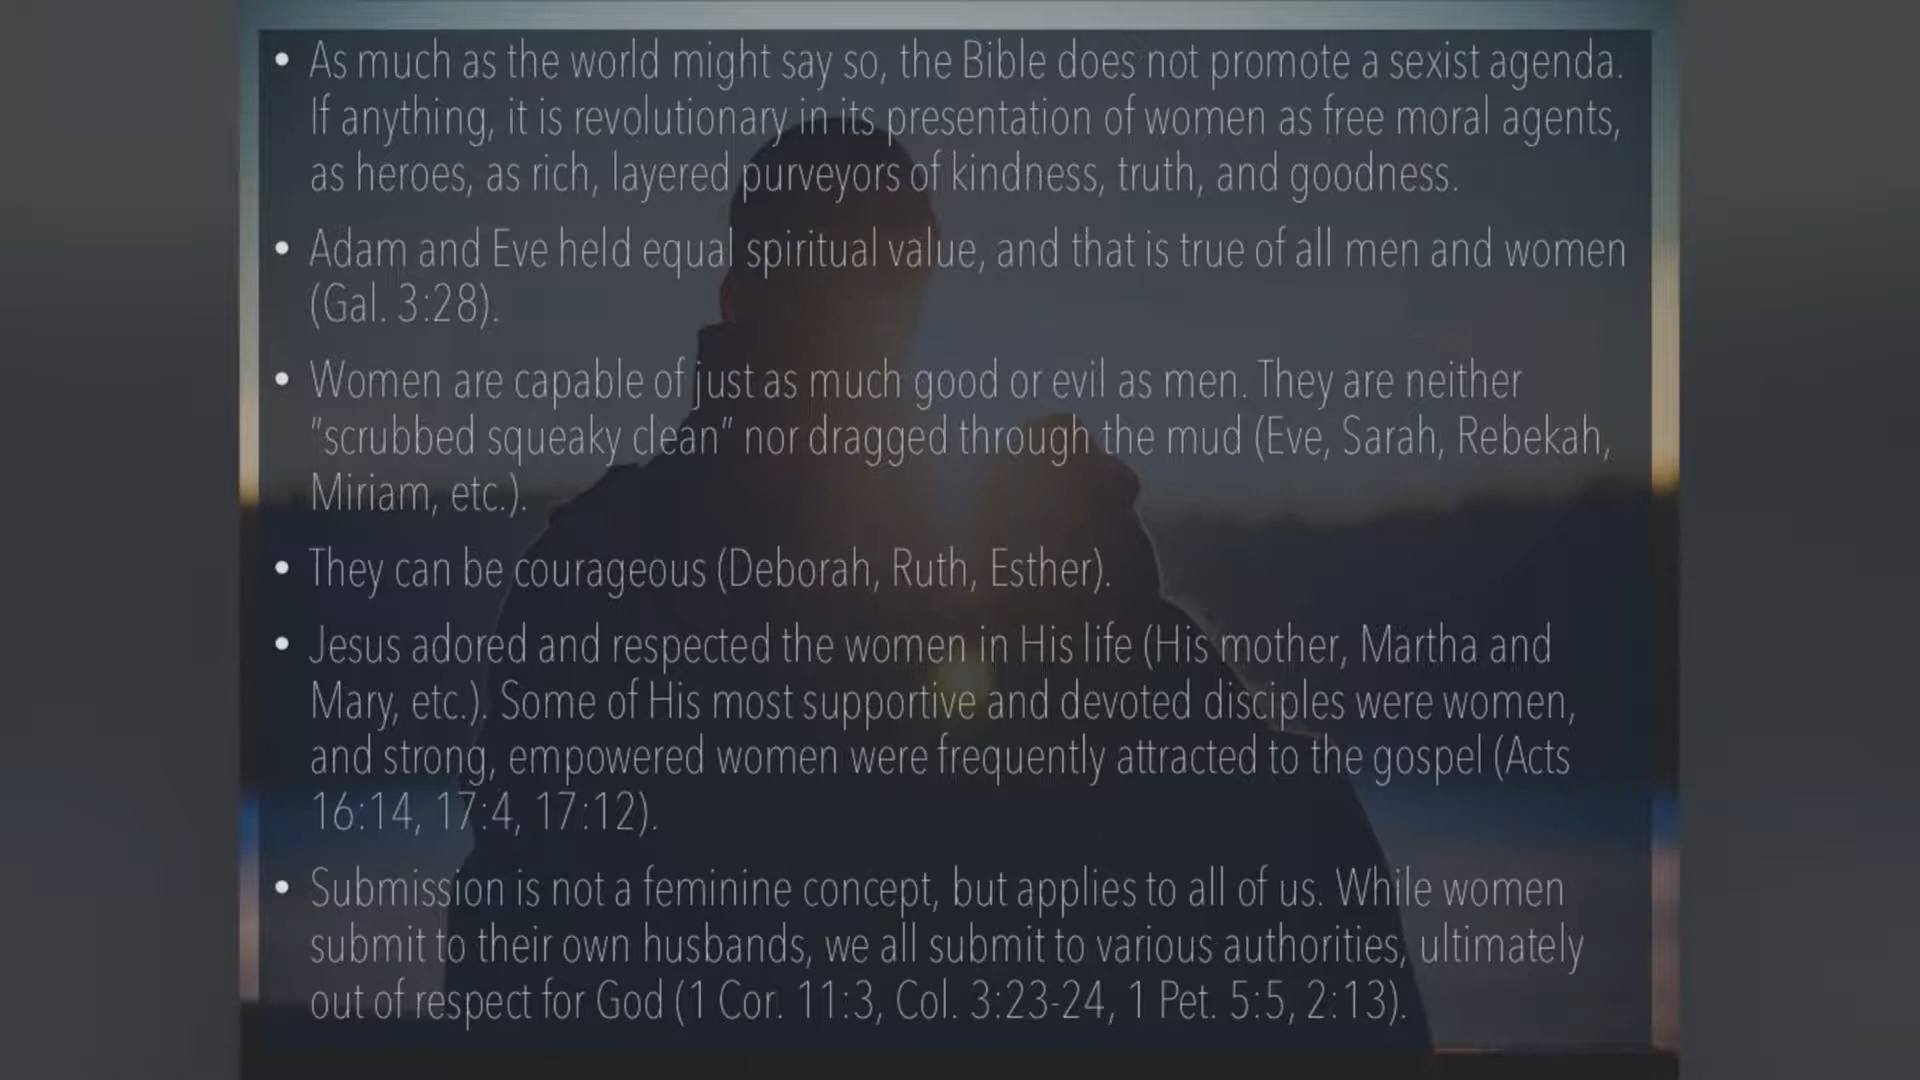 • As much as the world might say so, the Bible does not promote a sexist agenda.
If anything, it is revolutionary in its presentation of women as free moral agents,
as heroes, as rich, layered purveyors of kindness, truth, and goodness.
• Adam and Eve held equal spiritual value, and that is true of all men and women
(Gal. 3:28).
• Women are capable of just as much good or evil as men. They are neither
"scrubbed squeaky clean" nor dragged through the mud (Eve, Sarah, Rebekah,
Miriam, etc.).
• They can be courageous (Deborah, Ruth, Esther).
• Jesus adored and respected the women in His life (His mother, Martha and
Mary, etc.). Some of His most supportive and devoted disciples were women,
and strong, empowered women were frequently attracted to the gospel (Acts
16:14, 17:4, 17:12).
• Submission is not a feminine concept, but applies to all of us. While women
submit to their own husbands, we all submit to various authorities, ultimately
out of respect for God (1 Cor. 11:3, Col. 3:23-24, 1 Pet. 5:5, 2:13).